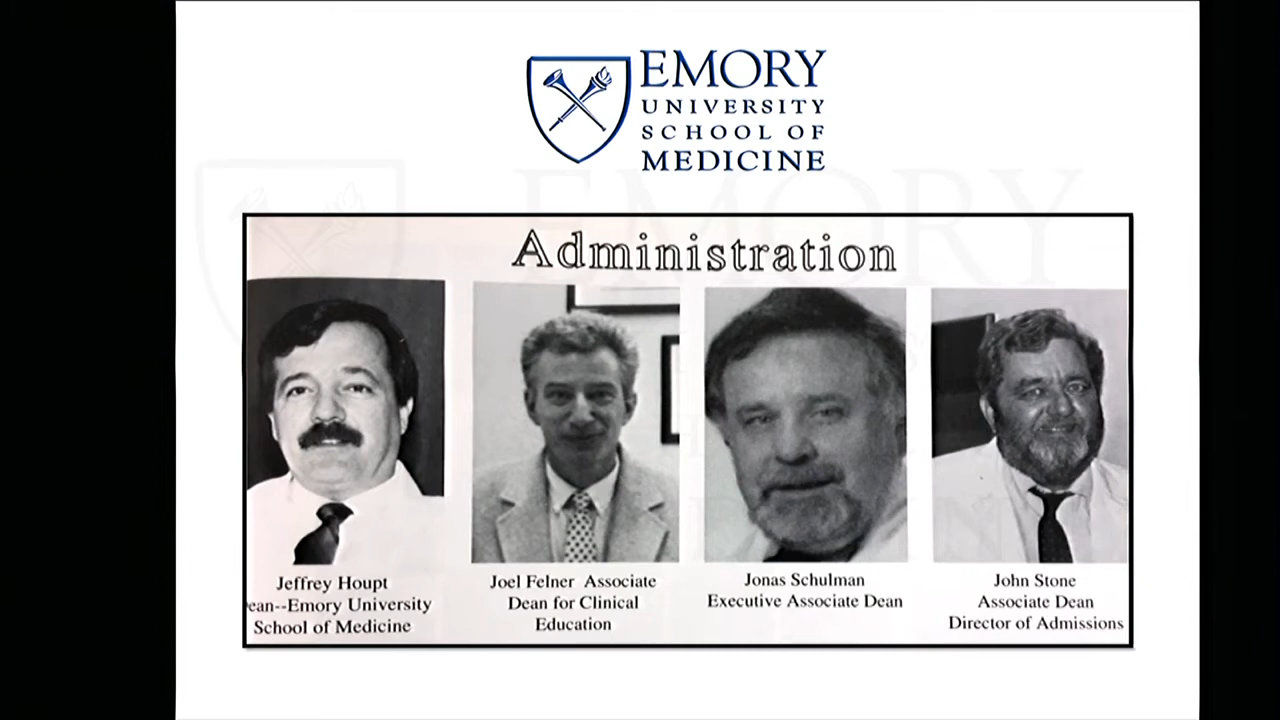 EMORY
UNIVERSITY
SCHOOL OF
MEDICINE
Administration
Jeffrey Houpt
ean--Emory University
School of Medicine
Joel Felner Associate
Dean for Clinical
Education
Jonas Schulman
Executive Associate Dean
John Stone
Associate Dean
Director of Admissions